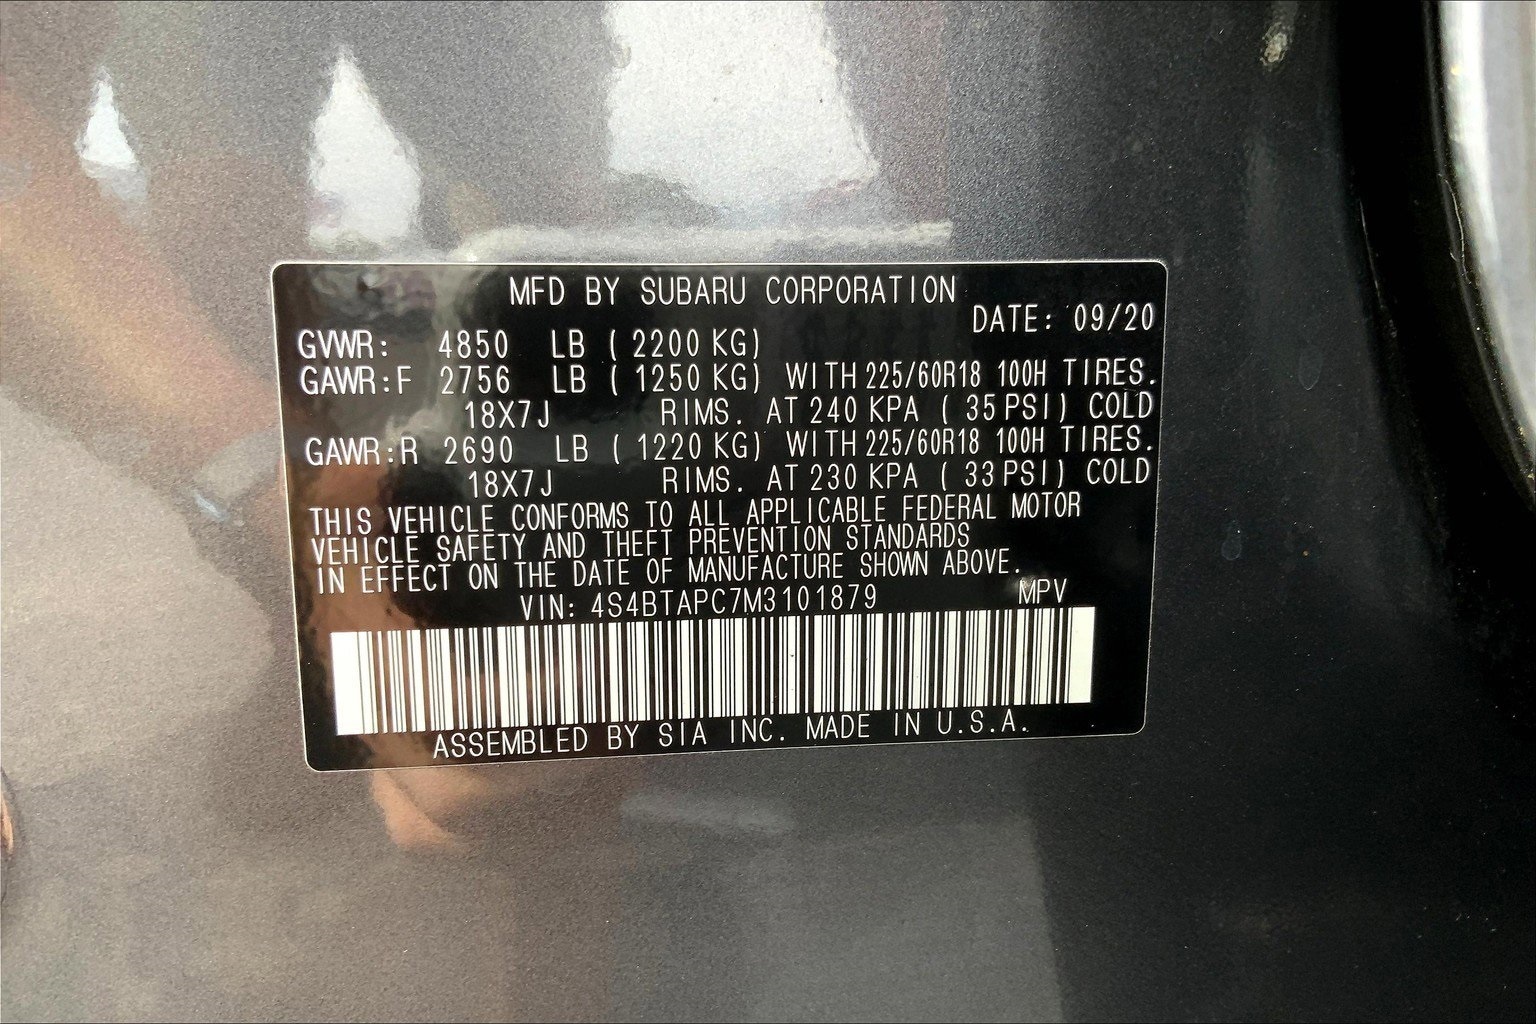 MFD BY SUBARU CORPORATION
DATE: 09/20
GVWR: 4850 LB (2200 KG)
GAWR:F 2756 LB (1250 KG) WITH 225/60R18 100H TIRES.
18X7J RIMS. AT 240 KPA (35 PSI) COLD
GAWR:R 2690 LB (1220 KG) WITH 225/60R18 100H TIRES.
18X7J RIMS. AT 230 KPA (33 PSI) COLD
THIS VEHICLE CONFORMS TO ALL APPLICABLE FEDERAL MOTOR
VEHICLE SAFETY AND THEFT PREVENTION STANDARDS
IN EFFECT ON THE DATE OF MANUFACTURE SHOWN ABOVE.
VIN: 4S4BTAPC7M3101879 MPV
ASSEMBLED BY SIA INC. MADE IN U.S.A.